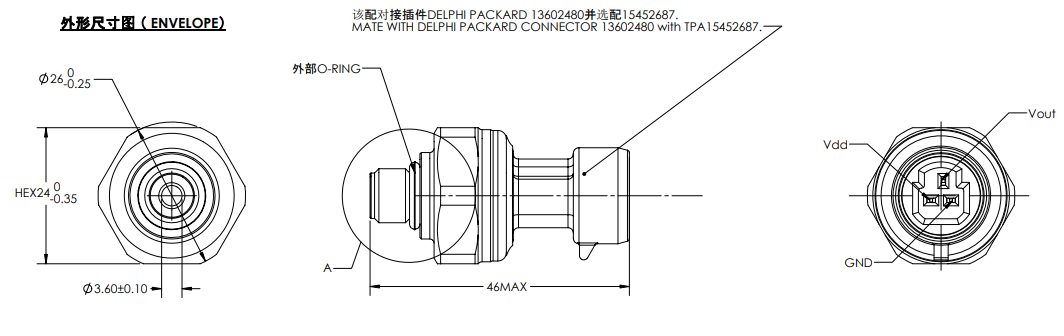 外形尺寸图 ( ENVELOPE)
该配对接插件DELPHI PACKARD 13602480并选配15452687.
MATE WITH DELPHI PACKARD CONNECTOR 13602480 with TPA15452687.
外部O-RING
Ø26 0
-0.25
HEX24 0
-0.35
Ø3.60±0.10
A
46MAX
Vout
Vdd
GND